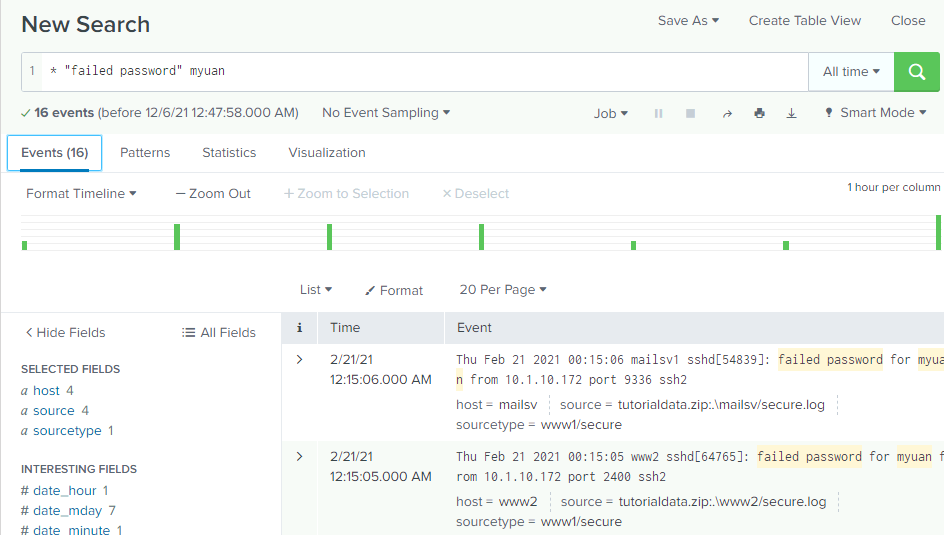 New Search
Save As
Create Table View
Close
1 * "failed password" myuan
All time
16 events (before 12/6/21 12:47:58.000 AM)
No Event Sampling
Job
Smart Mode
Events (16)
Patterns
Statistics
Visualization
Format Timeline
— Zoom Out
+ Zoom to Selection
× Deselect
1 hour per column
List
Format
20 Per Page
< Hide Fields
All Fields
i
Time
Event
SELECTED FIELDS
a host 4
a source 4
a sourcetype 1
INTERESTING FIELDS
# date_hour 1
# date_mday 7
# date_minute 1
> 2/21/21
12:15:06.000 AM
Thu Feb 21 2021 00:15:06 mailsv1 sshd[54839]: failed password for myua
n from 10.1.10.172 port 9336 ssh2
host = mailsv source = tutorialdata.zip:.\mailsv/secure.log
sourcetype = www1/secure
> 2/21/21
12:15:05.000 AM
Thu Feb 21 2021 00:15:05 www2 sshd[64765]: failed password for myuan f
rom 10.1.10.172 port 2400 ssh2
host = www2 source = tutorialdata.zip:.\www2/secure.log
sourcetype = www1/secure